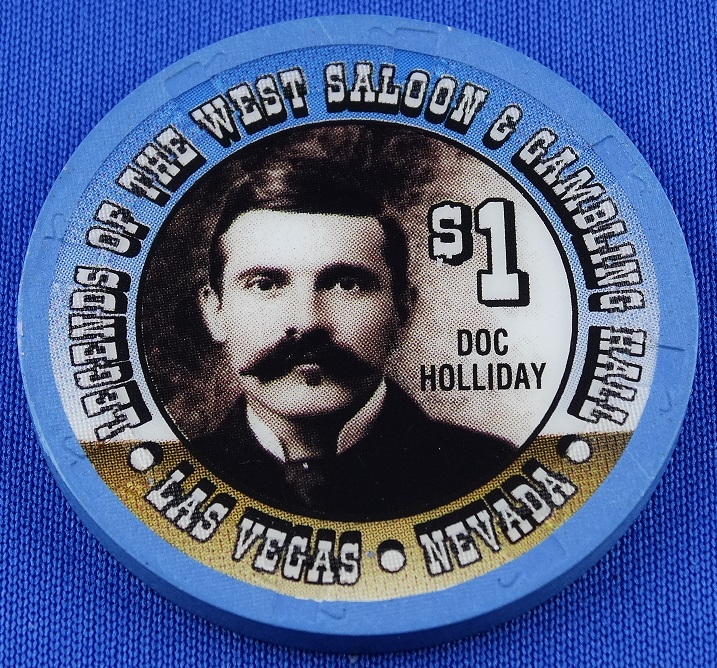 LEGENDS OF THE WEST SALOON & GAMBLING HALL
$1
DOC
HOLLIDAY
• LAS VEGAS • NEVADA •